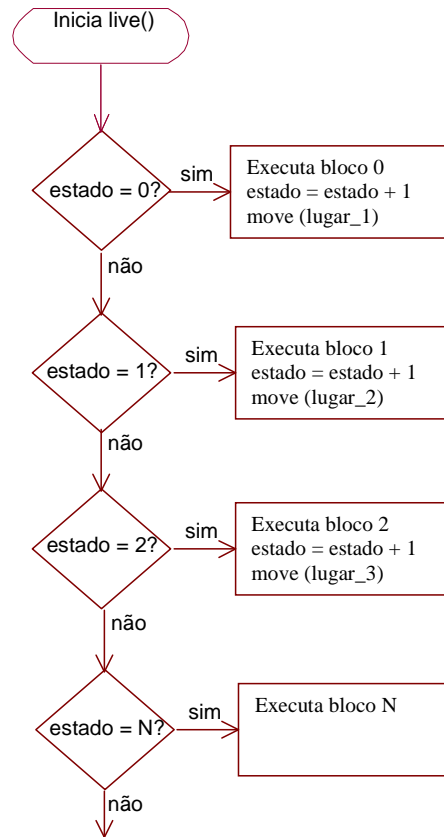 Inicia live()
estado = 0?
sim
Executa bloco 0
estado = estado + 1
move (lugar_1)
não
estado = 1?
sim
Executa bloco 1
estado = estado + 1
move (lugar_2)
não
estado = 2?
sim
Executa bloco 2
estado = estado + 1
move (lugar_3)
não
estado = N?
sim
Executa bloco N
não